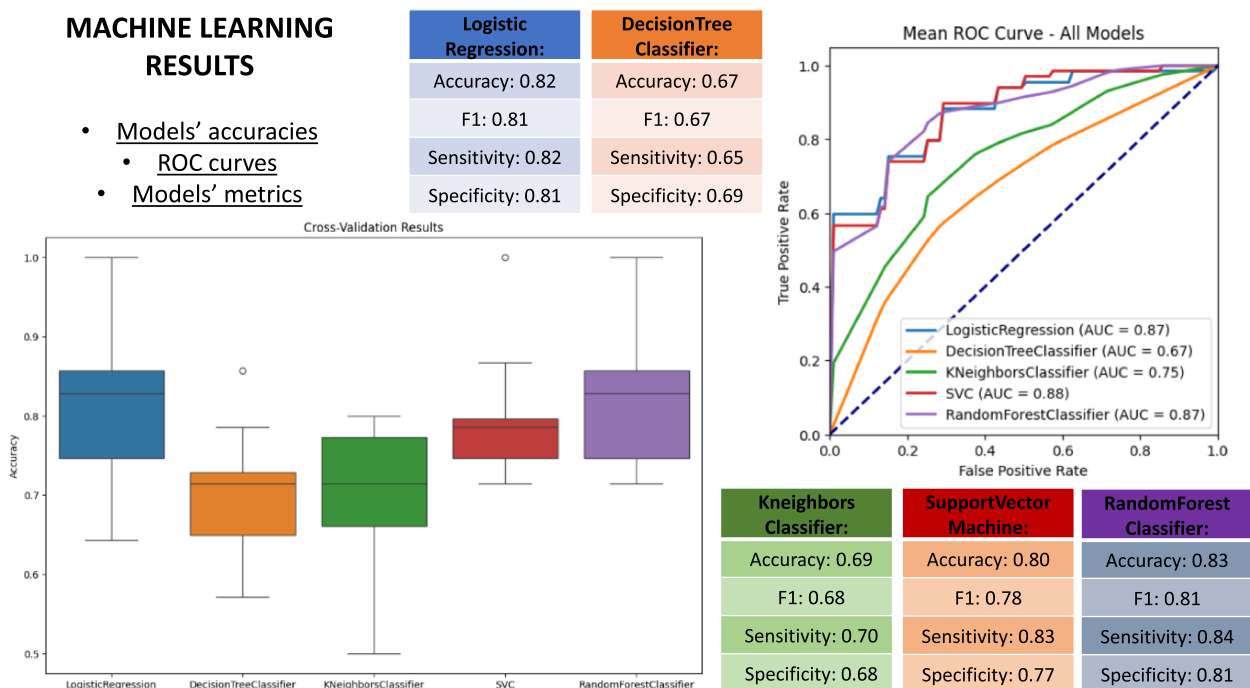 MACHINE LEARNING
RESULTS
• Models' accuracies
• ROC curves
• Models' metrics
Logistic
Regression:
Accuracy: 0.82
F1: 0.81
Sensitivity: 0.82
Specificity: 0.81
DecisionTree
Classifier:
Accuracy: 0.67
F1: 0.67
Sensitivity: 0.65
Specificity: 0.69
Mean ROC Curve - All Models
True Positive Rate
1.0
0.8
0.6
0.4
0.2
0.0
LogisticRegression (AUC = 0.87)
DecisionTreeClassifier (AUC = 0.67)
KNeighborsClassifier (AUC = 0.75)
SVC (AUC = 0.88)
RandomForestClassifier (AUC = 0.87)
0.0 0.2 0.4 0.6 0.8 1.0
False Positive Rate
Cross-Validation Results
Accuracy
1.0
0.9
0.8
0.7
0.6
0.5
LogisticRegression DecisionTreeClassifier KNeighborsClassifier SVC RandomForestClassifier
Kneighbors
Classifier:
Accuracy: 0.69
F1: 0.68
Sensitivity: 0.70
Specificity: 0.68
SupportVector
Machine:
Accuracy: 0.80
F1: 0.78
Sensitivity: 0.83
Specificity: 0.77
RandomForest
Classifier:
Accuracy: 0.83
F1: 0.81
Sensitivity: 0.84
Specificity: 0.81